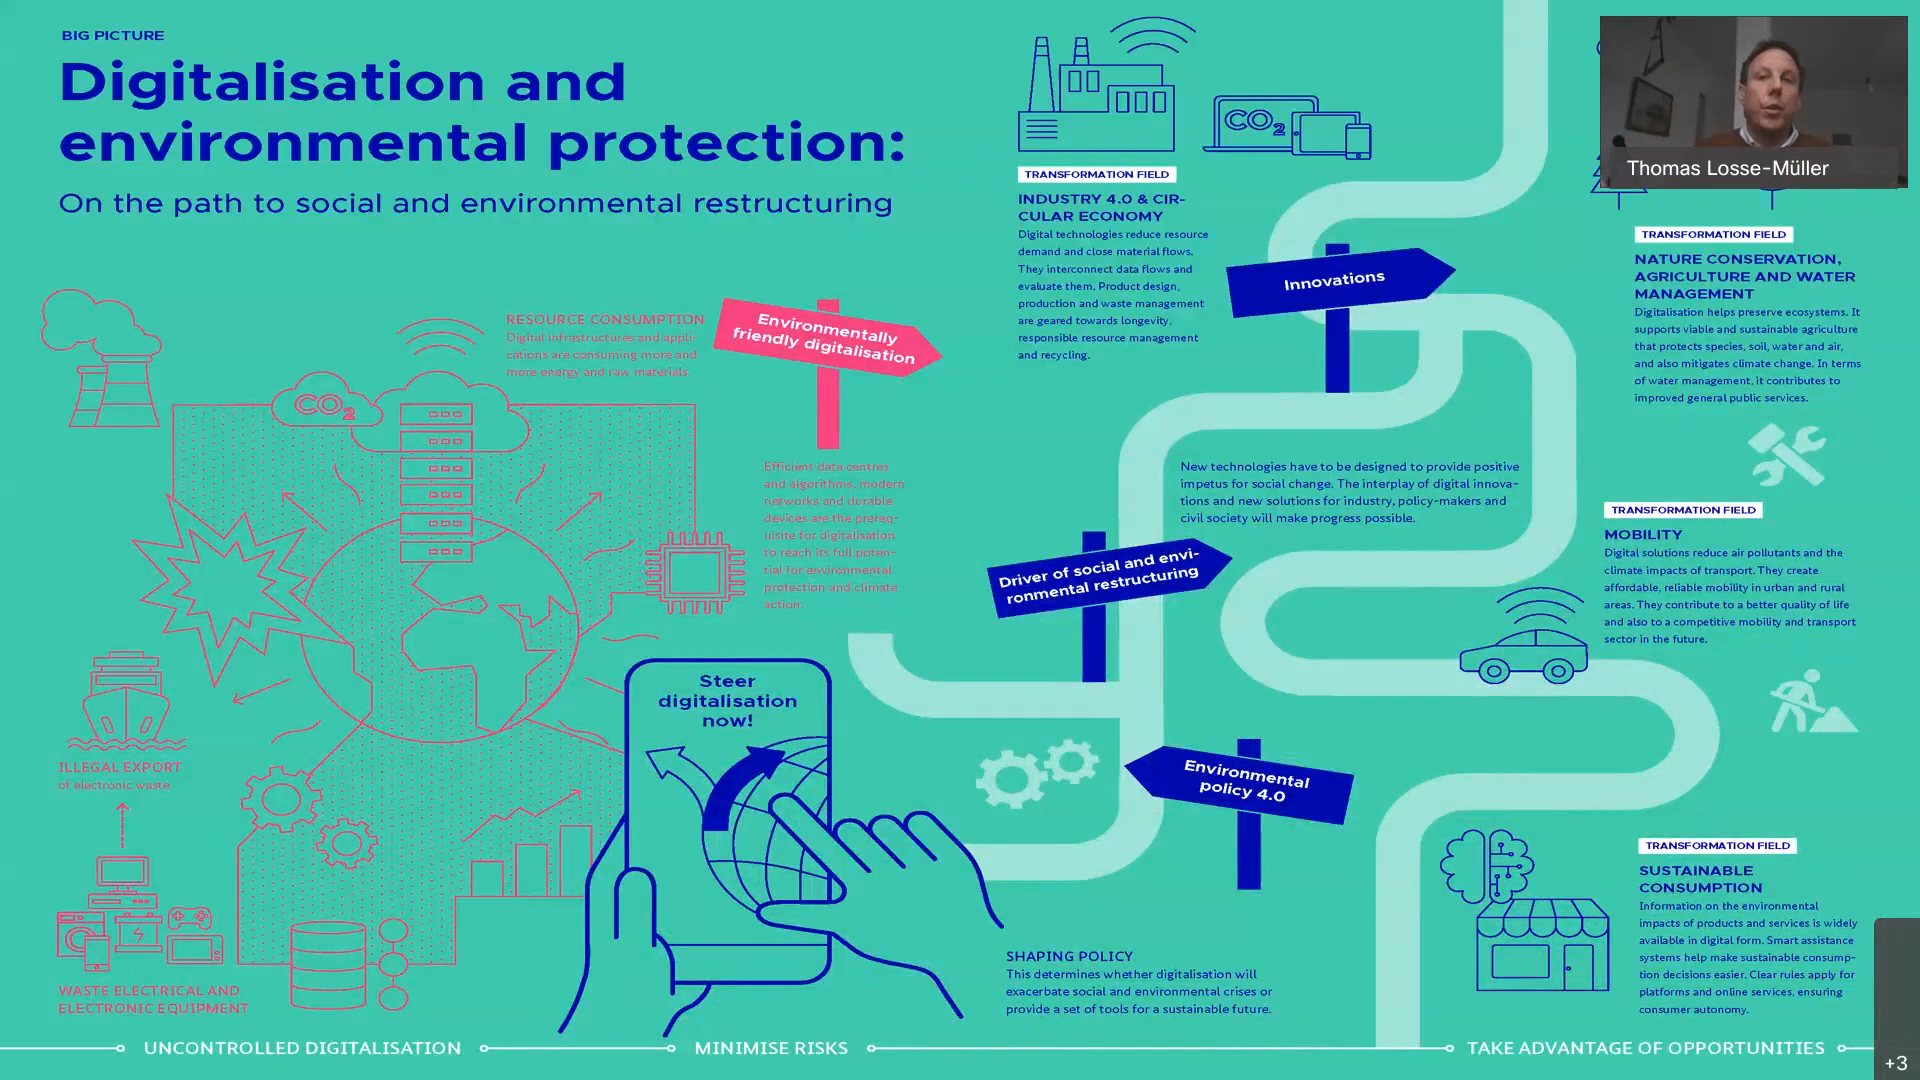 BIG PICTURE
Digitalisation and
environmental protection:
On the path to social and environmental restructuring
RESOURCE CONSUMPTION
Digital infrastructures and appli-
cations are consuming more and
more energy and raw materials.
Environmentally
friendly digitalisation
CO2
Efficient data centres
and algorithms, modern
networks and durable
devices are the prereq-
uisite for digitalisation
to reach its full poten-
tial for environmental
protection and climate
action.
ILLEGAL EXPORT
of electronic waste
WASTE ELECTRICAL AND
ELECTRONIC EQUIPMENT
Steer
digitalisation
now!
CO2
TRANSFORMATION FIELD
INDUSTRY 4.0 & CIR-
CULAR ECONOMY
Digital technologies reduce resource
demand and close material flows.
They interconnect data flows and
evaluate them. Product design,
production and waste management
are geared towards longevity,
responsible resource management
and recycling.
Innovations
New technologies have to be designed to provide positive
impetus for social change. The interplay of digital innova-
tions and new solutions for industry, policy-makers and
civil society will make progress possible.
Driver of social and envi-
ronmental restructuring
Environmental
policy 4.0
SHAPING POLICY
This determines whether digitalisation will
exacerbate social and environmental crises or
provide a set of tools for a sustainable future.
Thomas Losse-Müller
TRANSFORMATION FIELD
NATURE CONSERVATION,
AGRICULTURE AND WATER
MANAGEMENT
Digitalisation helps preserve ecosystems. It
supports viable and sustainable agriculture
that protects species, soil, water and air,
and also mitigates climate change. In terms
of water management, it contributes to
improved general public services.
TRANSFORMATION FIELD
MOBILITY
Digital solutions reduce air pollutants and the
climate impacts of transport. They create
affordable, reliable mobility in urban and rural
areas. They contribute to a better quality of life
and also to a competitive mobility and transport
sector in the future.
TRANSFORMATION FIELD
SUSTAINABLE
CONSUMPTION
Information on the environmental
impacts of products and services is widely
available in digital form. Smart assistance
systems help make sustainable consump-
tion decisions easier. Clear rules apply for
platforms and online services, ensuring
consumer autonomy.
UNCONTROLLED DIGITALISATION
MINIMISE RISKS
TAKE ADVANTAGE OF OPPORTUNITIES
+3